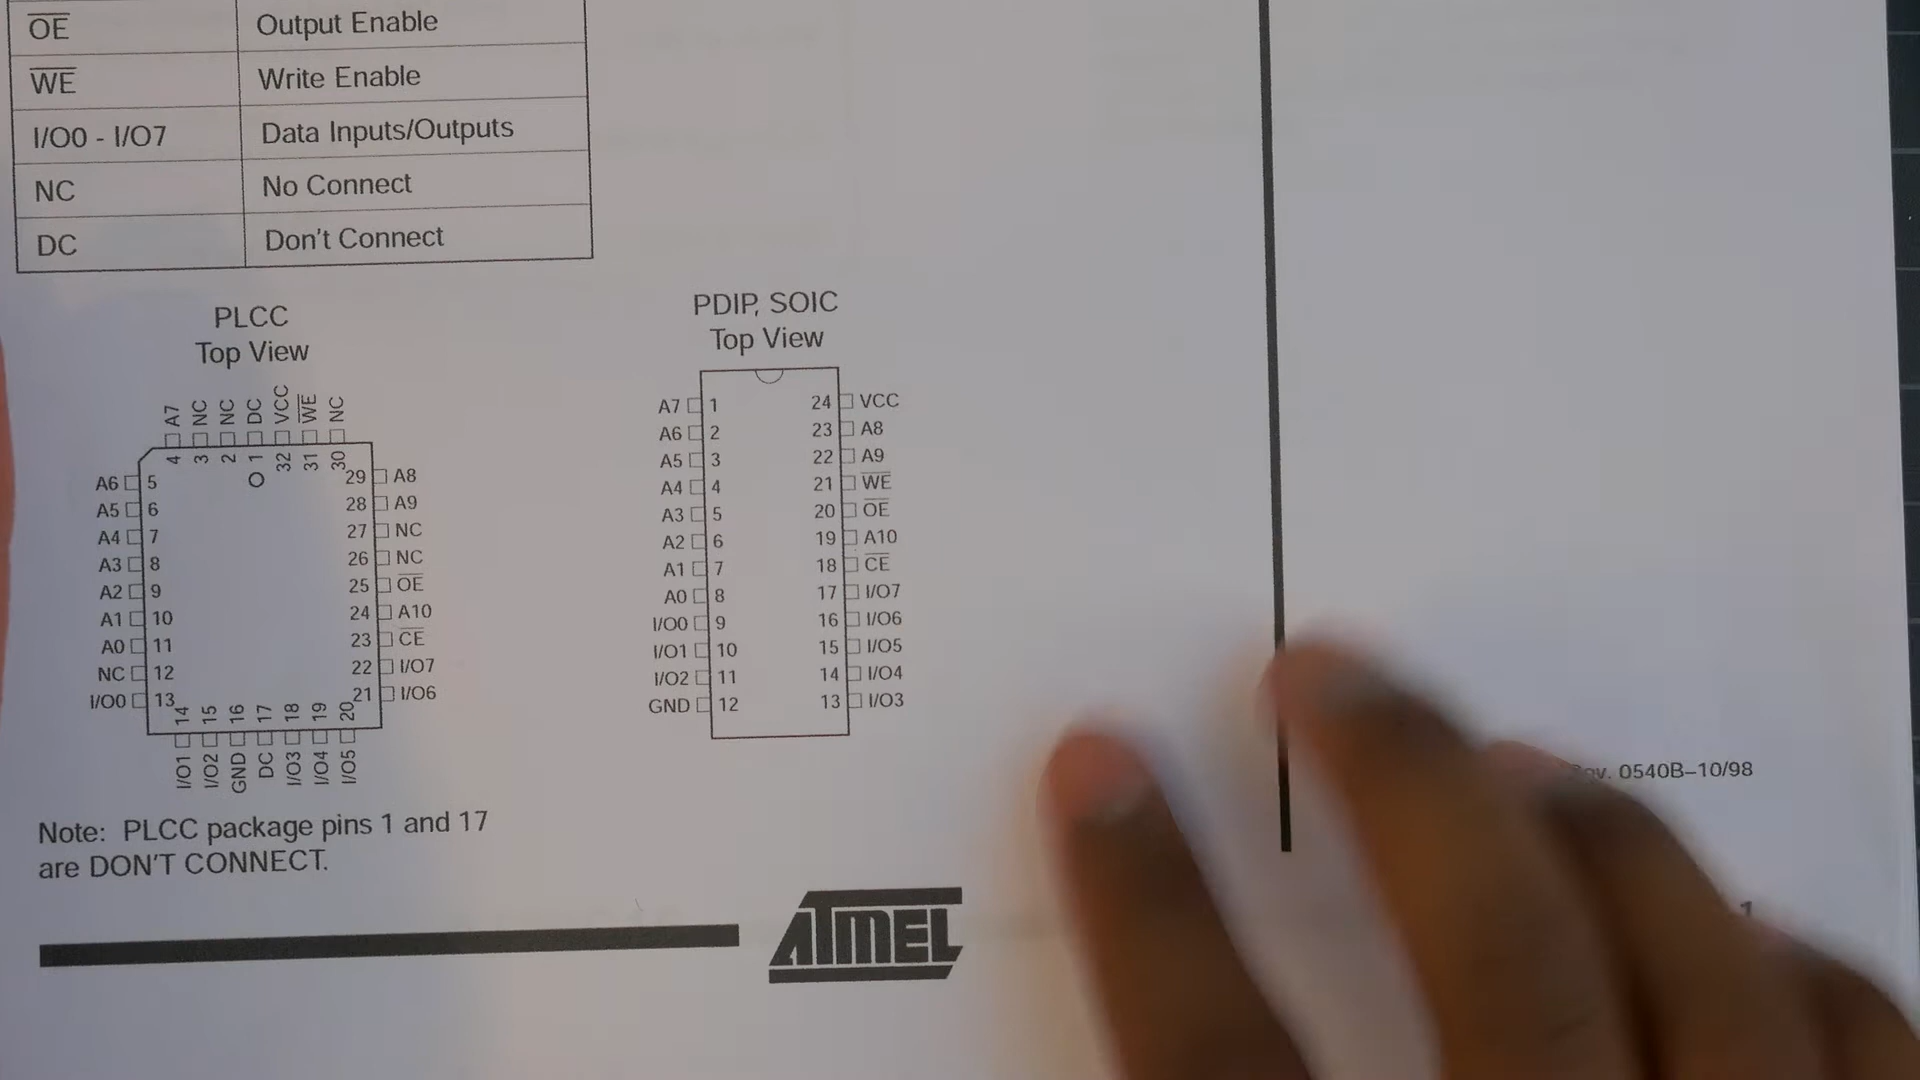 OE Output Enable
WE Write Enable
I/O0 - I/O7 Data Inputs/Outputs
NC No Connect
DC Don't Connect
PLCC
Top View
A7 NC NC DC VCC WE NC
4 3 2 1 32 31 30
A6 5 29 A8
A5 6 28 A9
A4 7 27 NC
A3 8 26 NC
A2 9 25 OE
A1 10 24 A10
A0 11 23 CE
NC 12 22 I/O7
I/O0 13 21 I/O6
14 15 16 17 18 19 20
I/O1 I/O2 GND DC I/O3 I/O4 I/O5
Note: PLCC package pins 1 and 17
are DON'T CONNECT.
PDIP, SOIC
Top View
A7 1 24 VCC
A6 2 23 A8
A5 3 22 A9
A4 4 21 WE
A3 5 20 OE
A2 6 19 A10
A1 7 18 CE
A0 8 17 I/O7
I/O0 9 16 I/O6
I/O1 10 15 I/O5
I/O2 11 14 I/O4
GND 12 13 I/O3
0540B–10/98
ATMEL
1